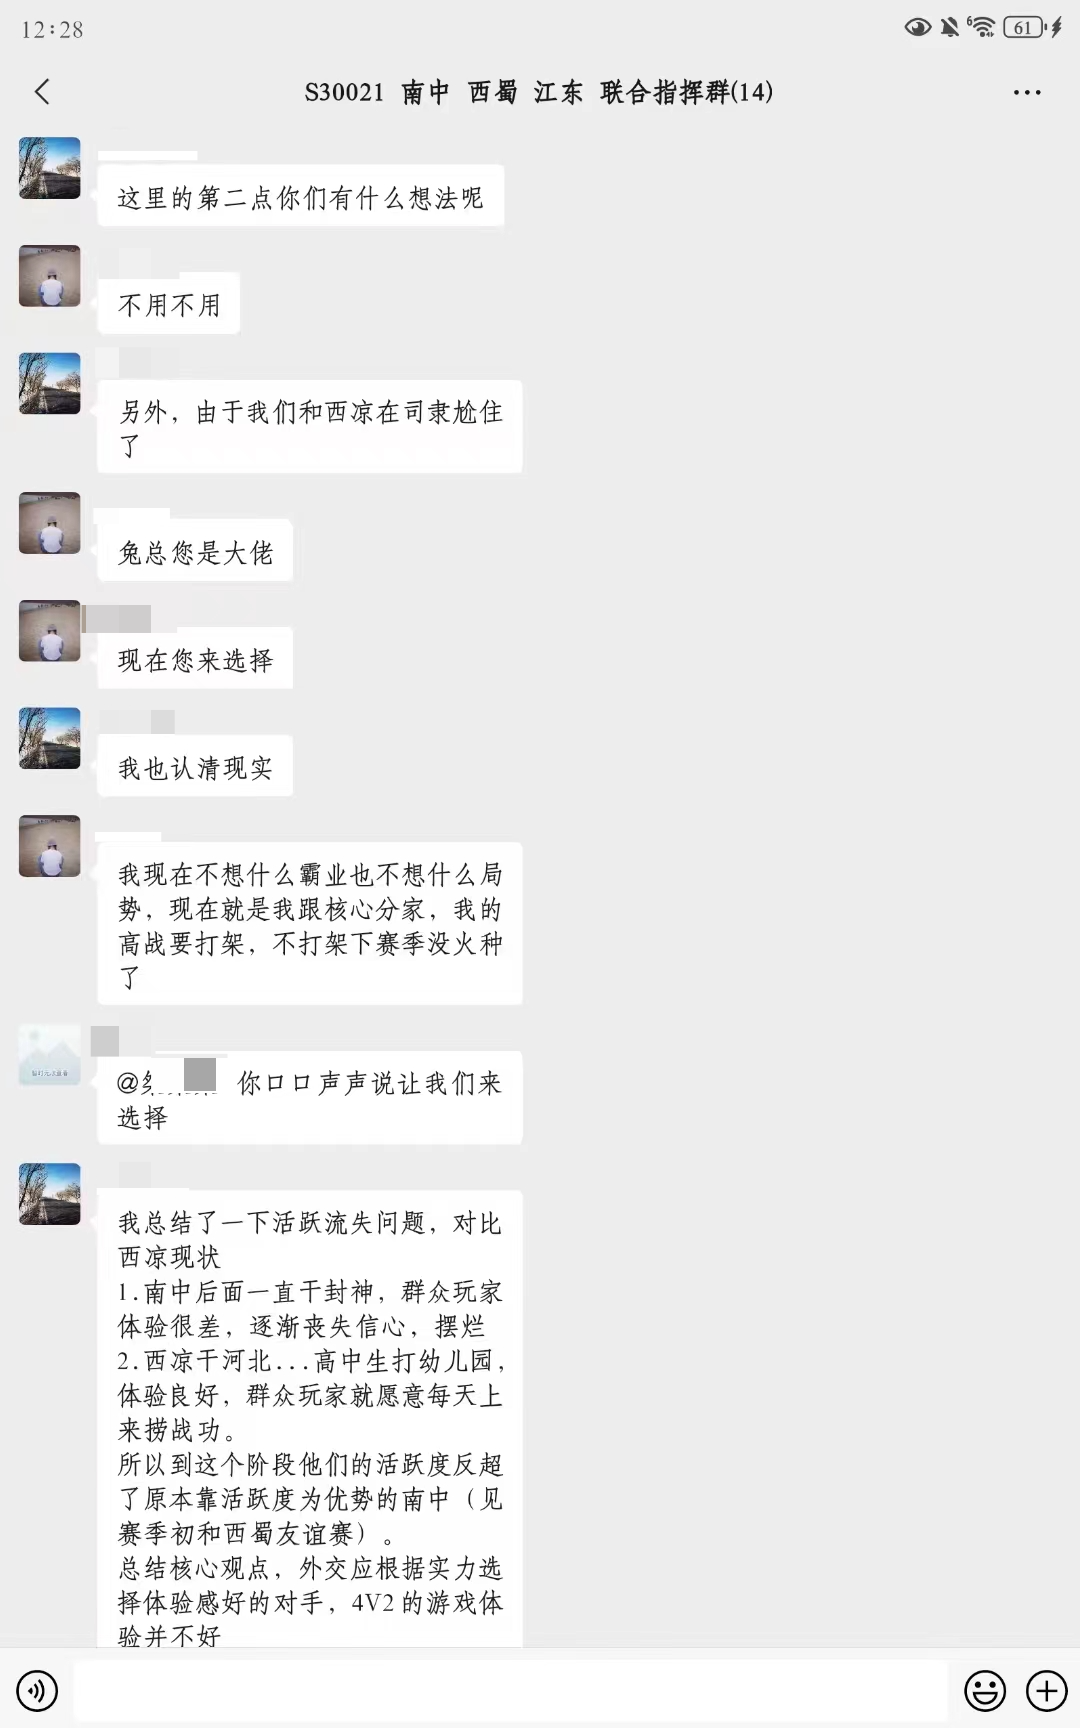 12:28
6
61
S30021 南中 西蜀 江东 联合指挥群(14)
这里的第二点你们有什么想法呢
不用不用
另外，由于我们和西凉在司隶尬住
了
兔总您是大佬
现在您来选择
我也认清现实
我现在不想什么霸业也不想什么局
势，现在就是我跟核心分家，我的
高战要打架，不打架下赛季没火种
了
@ 你口口声声说让我们来
选择
我总结了一下活跃流失问题，对比
西凉现状
1.南中后面一直干封神，群众玩家
体验很差，逐渐丧失信心，摆烂
2.西凉干河北...高中生打幼儿园，
体验良好，群众玩家就愿意每天上
来捞战功。
所以到这个阶段他们的活跃度反超
了原本靠活跃度为优势的南中（见
赛季初和西蜀友谊赛）。
总结核心观点，外交应根据实力选
择体验感好的对手，4V2的游戏体
验并不好